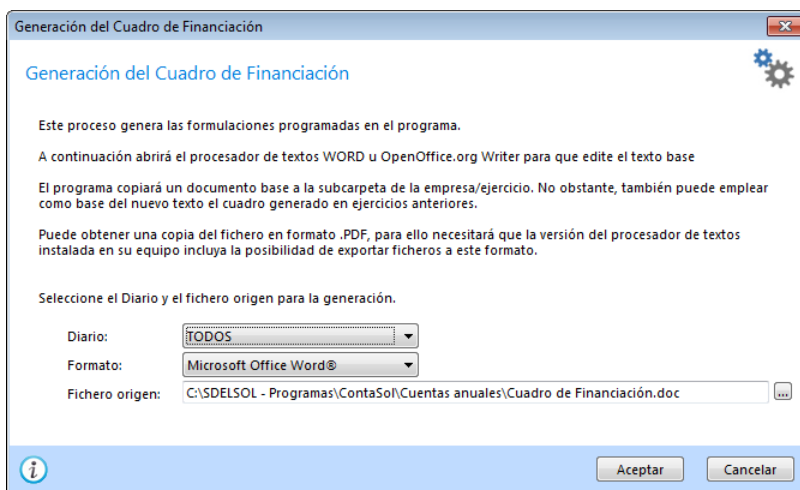 Generación del Cuadro de Financiación
Generación del Cuadro de Financiación
Este proceso genera las formulaciones programadas en el programa.
A continuación abrirá el procesador de textos WORD u OpenOffice.org Writer para que edite el texto base
El programa copiará un documento base a la subcarpeta de la empresa/ejercicio. No obstante, también puede emplear
como base del nuevo texto el cuadro generado en ejercicios anteriores.
Puede obtener una copia del fichero en formato .PDF, para ello necesitará que la versión del procesador de textos
instalada en su equipo incluya la posibilidad de exportar ficheros a este formato.
Seleccione el Diario y el fichero origen para la generación.
Diario: TODOS
Formato: Microsoft Office Word®
Fichero origen: C:\SDELSOL - Programas\ContaSol\Cuentas anuales\Cuadro de Financiación.doc ...
Aceptar Cancelar